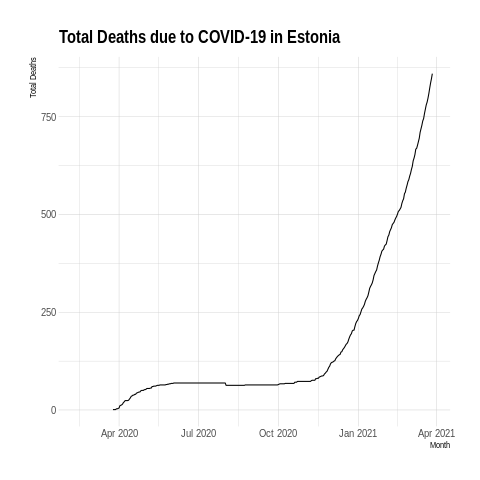 Total Deaths due to COVID-19 in Estonia
Total Deaths
750
500
250
0
Apr 2020 Jul 2020 Oct 2020 Jan 2021 Apr 2021
Month